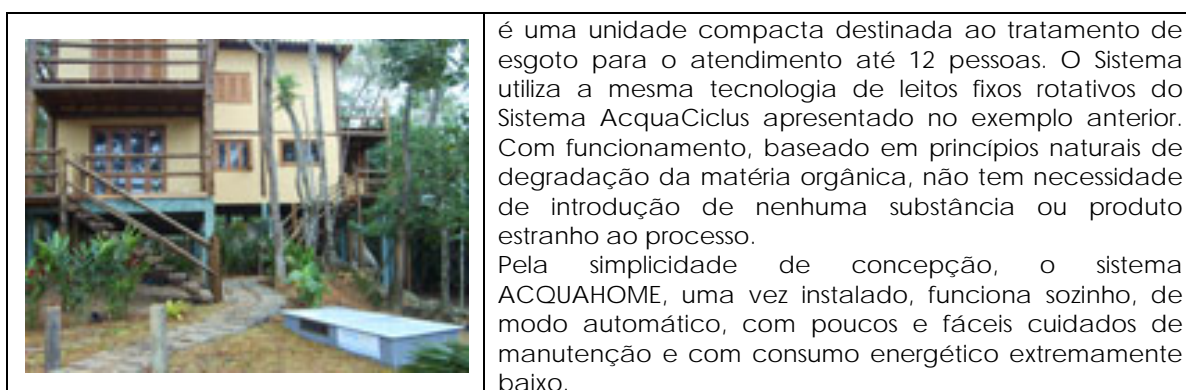 é uma unidade compacta destinada ao tratamento de
esgoto para o atendimento até 12 pessoas. O Sistema
utiliza a mesma tecnologia de leitos fixos rotativos do
Sistema AcquaCiclus apresentado no exemplo anterior.
Com funcionamento, baseado em princípios naturais de
degradação da matéria orgânica, não tem necessidade
de introdução de nenhuma substância ou produto
estranho ao processo.
Pela simplicidade de concepção, o sistema
ACQUAHOME, uma vez instalado, funciona sozinho, de
modo automático, com poucos e fáceis cuidados de
manutenção e com consumo energético extremamente
baixo.